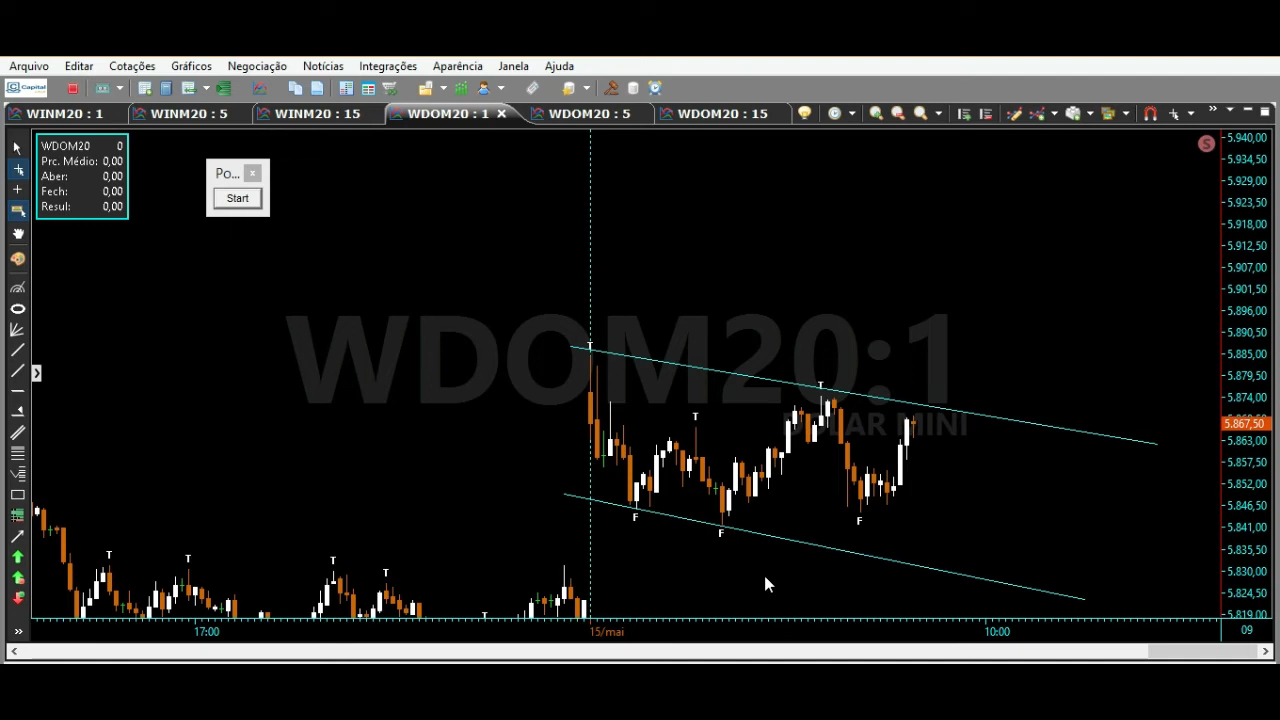 Arquivo Editar Cotações Gráficos Negociação Notícias Integrações Aparência Janela Ajuda
Capital
WINM20 : 1 WINM20 : 5 WINM20 : 15 WDOM20 : 1 WDOM20 : 5 WDOM20 : 15
WDOM20 0
Prc. Médio: 0,00
Aber: 0,00
Fech: 0,00
Resul: 0,00
Po...
Start
S
WDOM20:1
DOLAR MINI
T
T
T
F
F
F
T
T
T
T
T
5.940,00
5.934,50
5.929,00
5.923,50
5.918,00
5.912,50
5.907,00
5.901,50
5.896,00
5.890,50
5.885,00
5.879,50
5.874,00
5.867,50
5.863,00
5.857,50
5.852,00
5.846,50
5.841,00
5.835,50
5.830,00
5.824,50
5.819,00
17:00 15/mai 10:00 09